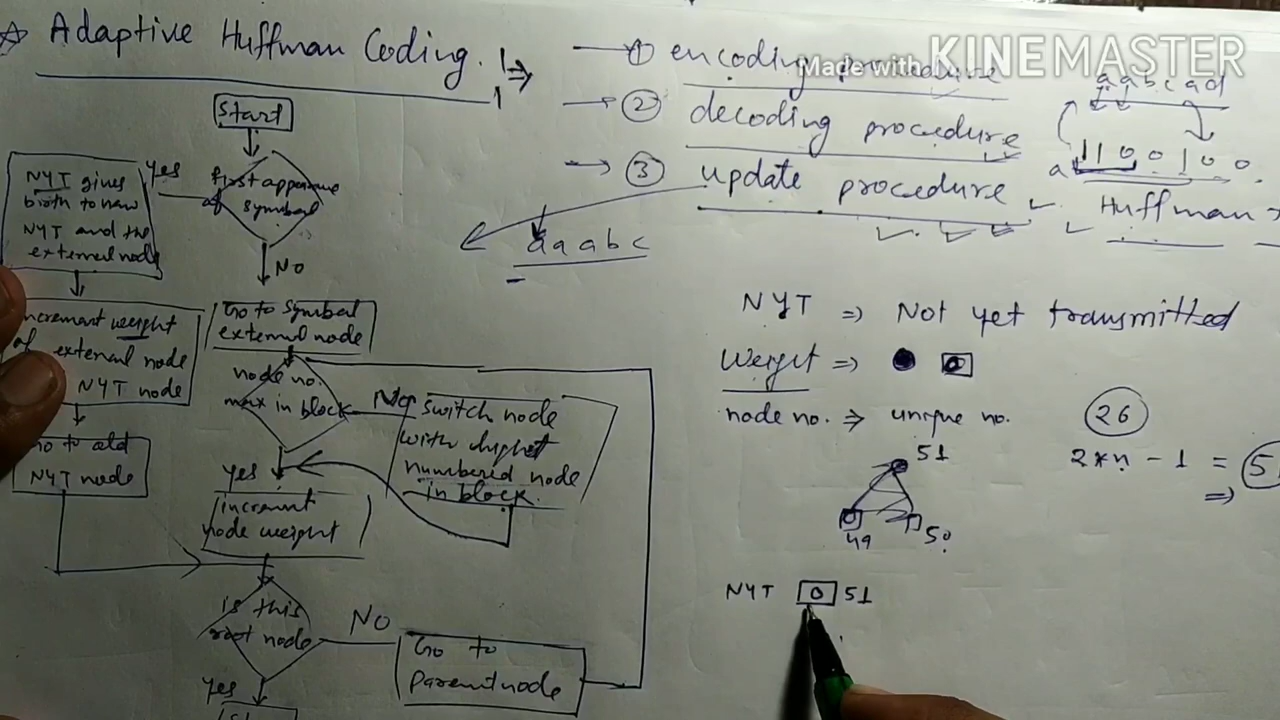 Adaptive Huffman Coding.
① encoding procedure
② decoding procedure
③ update procedure
Made with KINEMASTER
aabcad
a 1100100.
Huffman
aaabc
Start
first appearance
of symbol
yes
No
NYT gives
birth to new
NYT and the
external node
increment weight
of external node
NYT node
Go to old
NYT node
Go to symbol
external node
node no.
max in block
No
switch node
with highest
numbered node
in block.
yes
increment
node weight
is this
root node
No
Go to
Parent node
yes
NYT => Not yet transmitted
Weight =>
node no. => unique no.
26
2*n - 1 =
=>
51
49
50
NYT 0 51